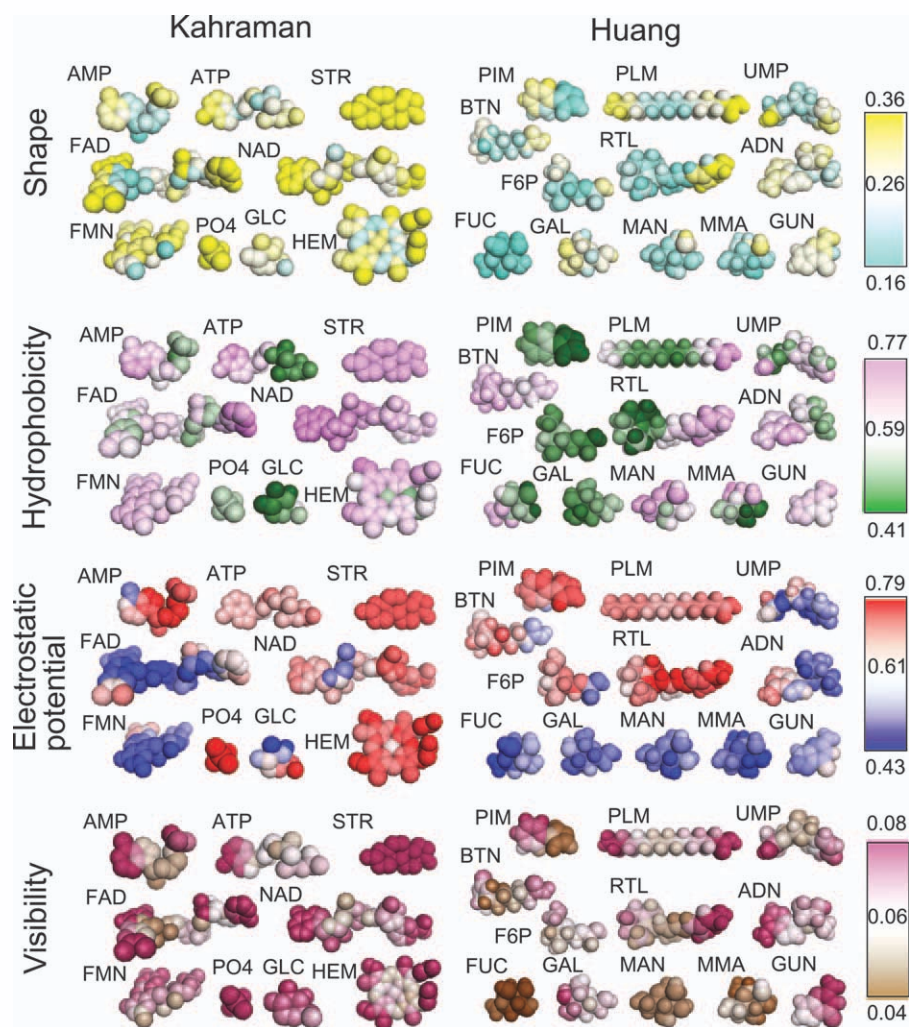 Kahraman Huang
Shape
AMP ATP STR PIM PLM UMP
BTN
FAD NAD RTL ADN
F6P
FMN PO4 GLC HEM FUC GAL MAN MMA GUN
0.36
0.26
0.16
Hydrophobicity
AMP ATP STR PIM PLM UMP
BTN
FAD NAD RTL ADN
F6P
FMN PO4 GLC HEM FUC GAL MAN MMA GUN
0.77
0.59
0.41
Electrostatic
potential
AMP ATP STR PIM PLM UMP
BTN
FAD NAD RTL ADN
F6P
FMN PO4 GLC HEM FUC GAL MAN MMA GUN
0.79
0.61
0.43
Visibility
AMP ATP STR PIM PLM UMP
BTN
FAD NAD RTL ADN
F6P
FMN PO4 GLC HEM FUC GAL MAN MMA GUN
0.08
0.06
0.04